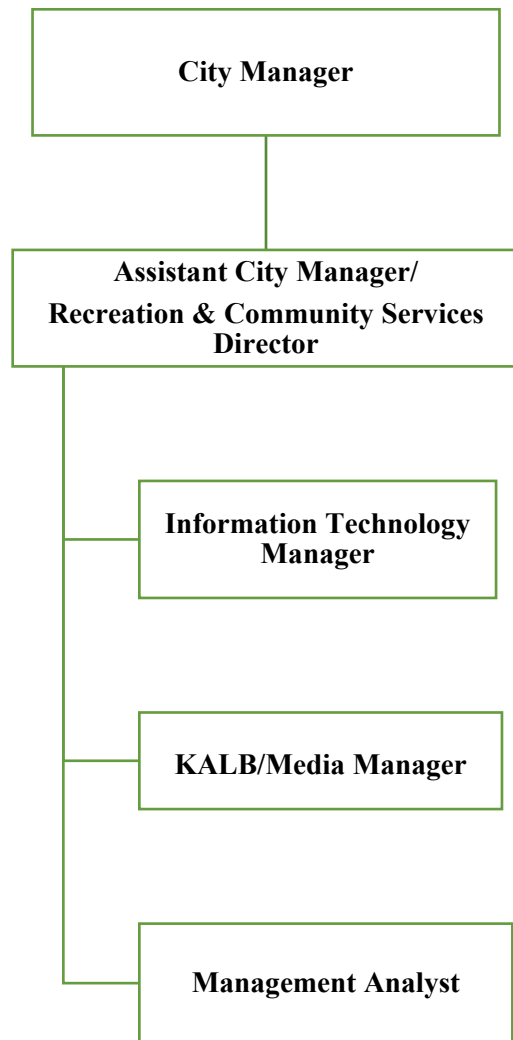 City Manager
Assistant City Manager/
Recreation & Community Services
Director
Information Technology
Manager
KALB/Media Manager
Management Analyst